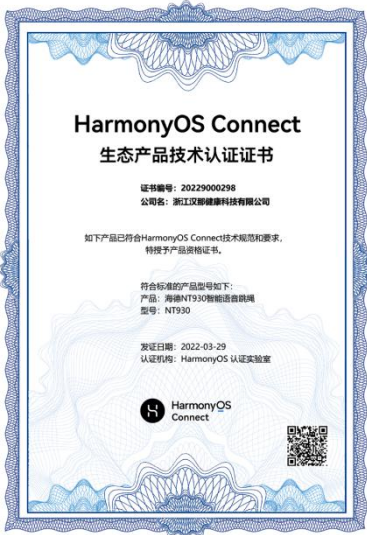 HarmonyOS Connect
生态产品技术认证证书
证书编号：20229000298
公司名：浙江汉脑健康科技有限公司
如下产品已符合HarmonyOS Connect技术规范和要求，
特授予产品资格证书。
符合标准的产品型号如下：
产品：海德NT930智能语音跳绳
型号：NT930
发证日期：2022-03-29
认证机构：HarmonyOS 认证实验室
HarmonyOS
Connect